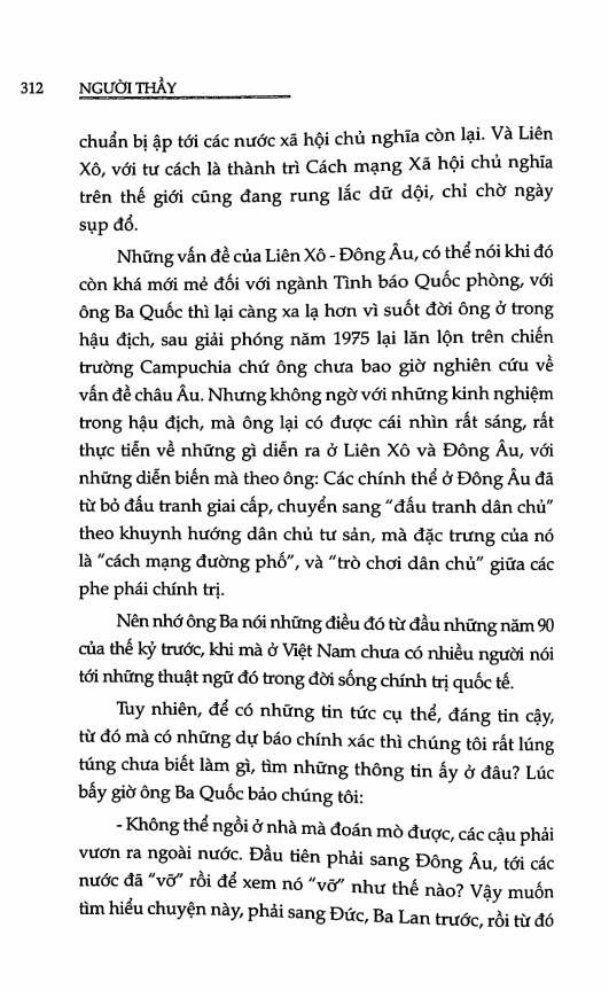 312 NGƯỜI THẦY
chuẩn bị ập tới các nước xã hội chủ nghĩa còn lại. Và Liên
Xô, với tư cách là thành trì Cách mạng Xã hội chủ nghĩa
trên thế giới cũng đang rung lắc dữ dội, chỉ chờ ngày
sụp đổ.
Những vấn đề của Liên Xô - Đông Âu, có thể nói khi đó
còn khá mới mẻ đối với ngành Tình báo Quốc phòng, với
ông Ba Quốc thì lại càng xa lạ hơn vì suốt đời ông ở trong
hậu địch, sau giải phóng năm 1975 lại lăn lộn trên chiến
trường Campuchia chứ ông chưa bao giờ nghiên cứu về
vấn đề châu Âu. Nhưng không ngờ với những kinh nghiệm
trong hậu địch, mà ông lại có được cái nhìn rất sáng, rất
thực tiễn về những gì diễn ra ở Liên Xô và Đông Âu, với
những diễn biến mà theo ông: Các chính thể ở Đông Âu đã
từ bỏ đấu tranh giai cấp, chuyển sang "đấu tranh dân chủ"
theo khuynh hướng dân chủ tư sản, mà đặc trưng của nó
là "cách mạng đường phố", và "trò chơi dân chủ" giữa các
phe phái chính trị.
Nên nhớ ông Ba nói những điều đó từ đầu những năm 90
của thế kỷ trước, khi mà ở Việt Nam chưa có nhiều người nói
tới những thuật ngữ đó trong đời sống chính trị quốc tế.
Tuy nhiên, để có những tin tức cụ thể, đáng tin cậy,
từ đó mà có những dự báo chính xác thì chúng tôi rất lúng
túng chưa biết làm gì, tìm những thông tin ấy ở đâu? Lúc
bấy giờ ông Ba Quốc bảo chúng tôi:
- Không thể ngồi ở nhà mà đoán mò được, các cậu phải
vươn ra ngoài nước. Đầu tiên phải sang Đông Âu, tới các
nước đã "vỡ" rồi để xem nó "vỡ" như thế nào? Vậy muốn
tìm hiểu chuyện này, phải sang Đức, Ba Lan trước, rồi từ đó